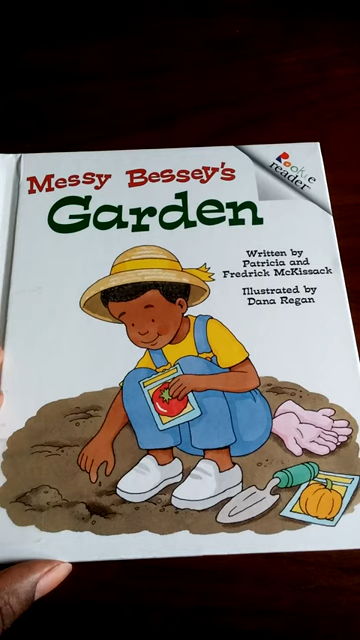 Rookie
reader
Messy Bessey's
Garden
Written by
Patricia and
Fredrick McKissack
Illustrated by
Dana Regan